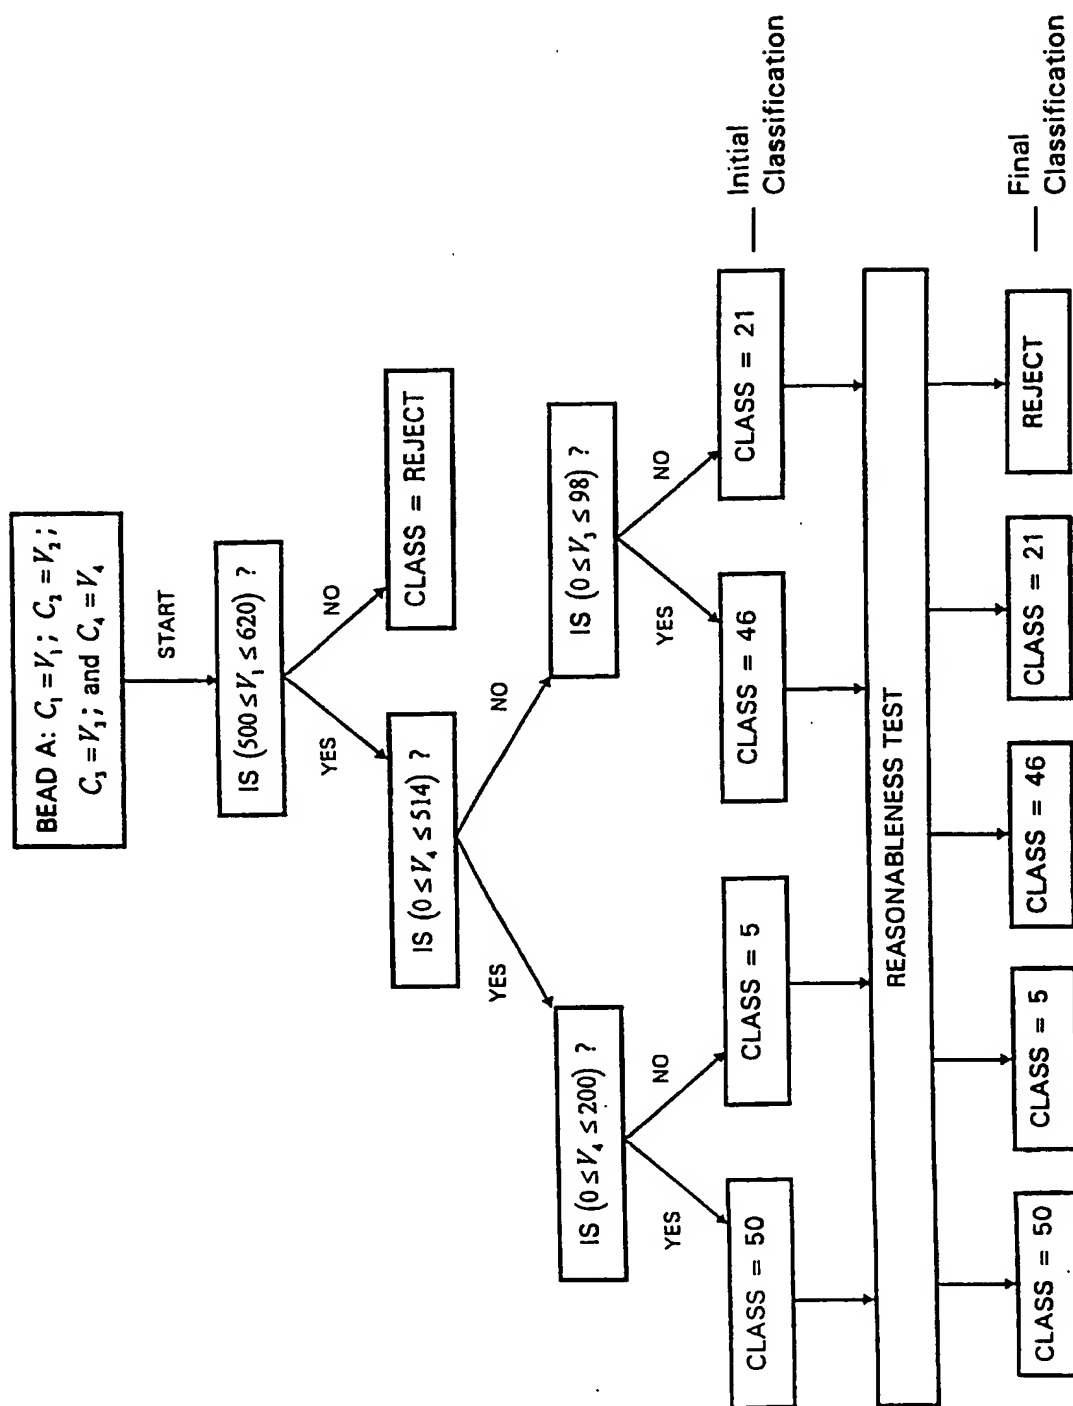 BEAD A: C₁ = V₁; C₂ = V₂;
C₃ = V₃; and C₄ = V₄
START
IS (500 ≤ V₁ ≤ 620) ?
YES
NO
IS (0 ≤ V₄ ≤ 514) ?
CLASS = REJECT
YES
NO
IS (0 ≤ V₄ ≤ 200) ?
IS (0 ≤ V₃ ≤ 98) ?
YES
NO
YES
NO
CLASS = 50
CLASS = 5
CLASS = 46
CLASS = 21
Initial
Classification
REASONABLENESS TEST
CLASS = 50
CLASS = 5
CLASS = 46
CLASS = 21
REJECT
Final
Classification